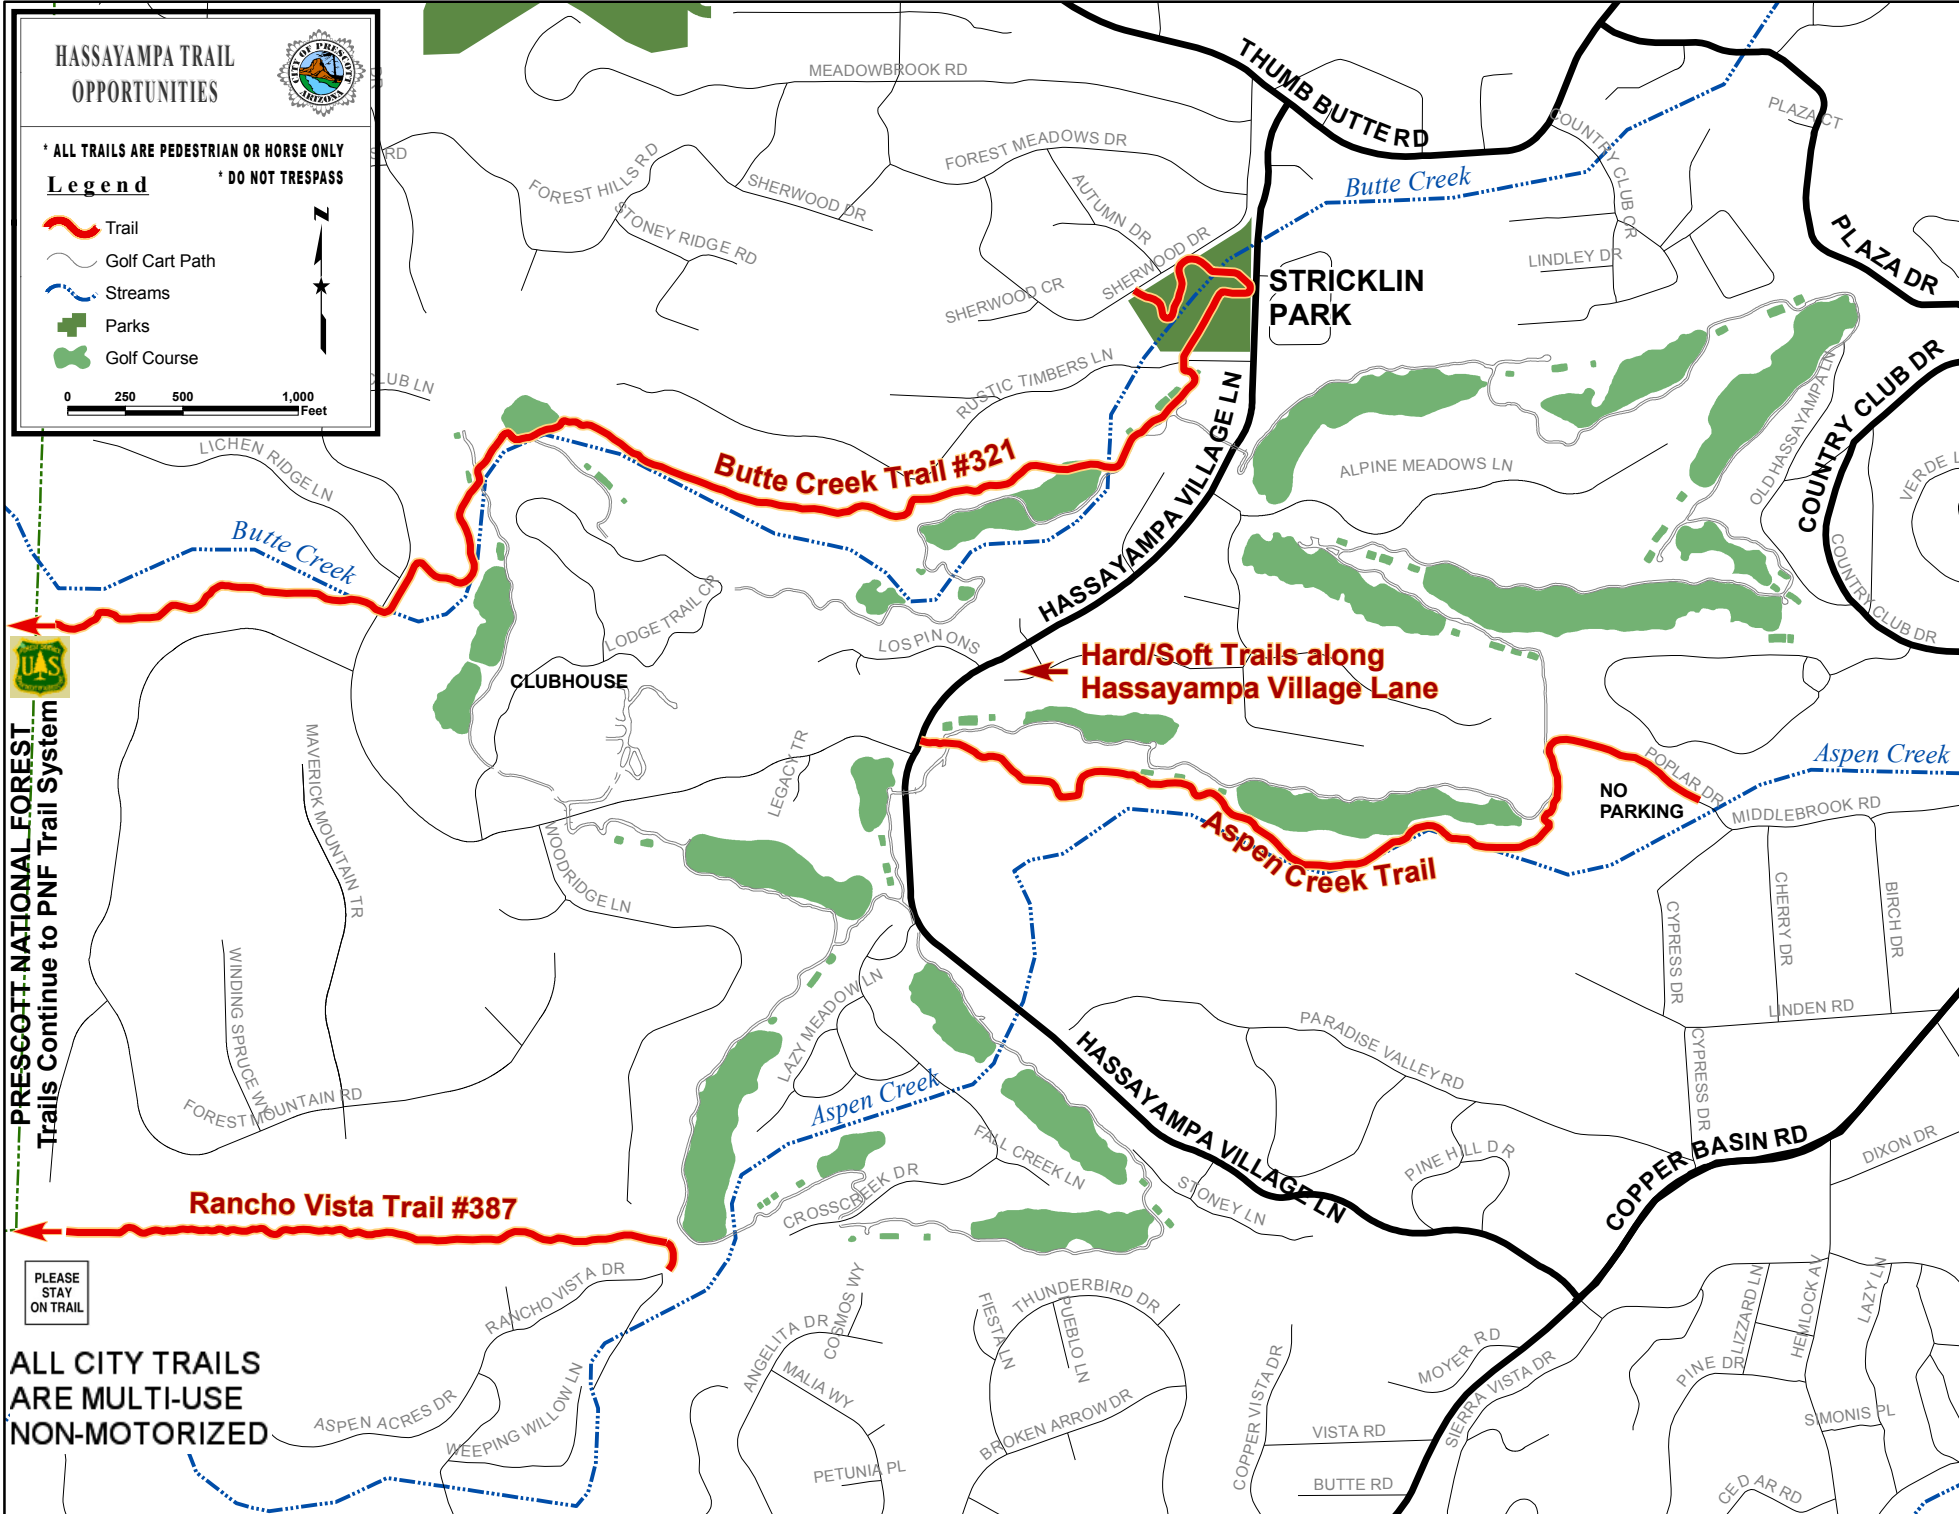 HASSAYAMPA TRAIL
OPPORTUNITIES
CITY OF PRESCOTT
ARIZONA
* ALL TRAILS ARE PEDESTRIAN OR HORSE ONLY
Legend
* DO NOT TRESPASS
N
Trail
Golf Cart Path
Streams
Parks
Golf Course
0 250 500 1,000
Feet
DR
S RD
CLUB LN
MEADOWBROOK RD
THUMB BUTTE RD
FOREST MEADOWS DR
FOREST HILLS RD
SHERWOOD DR
STONEY RIDGE RD
AUTUMN DR
SHERWOOD DR
SHERWOOD CR
Butte Creek
COUNTRY CLUB CR
PLAZA CT
LINDLEY DR
PLAZA DR
STRICKLIN
PARK
RUSTIC TIMBERS LN
HASSAYAMPA VILLAGE LN
COUNTRY CLUB DR
OLD HASSAYAMPA LN
ALPINE MEADOWS LN
VERDE L
COUNTRY CLUB DR
LICHEN RIDGE LN
Butte Creek Trail #321
Butte Creek
LODGE TRAIL CR
LOS PINONS
CLUBHOUSE
Hard/Soft Trails along
Hassayampa Village Lane
UAS
PRESCOTT NATIONAL FOREST
Trails Continue to PNF Trail System
MAVERICK MOUNTAIN TR
LEGACY TR
WOODRIDGE LN
Aspen Creek
POPLAR DR
NO
PARKING
MIDDLEBROOK RD
Aspen Creek Trail
CYPRESS DR
CHERRY DR
BIRCH DR
LINDEN RD
CYPRESS DR
WINDING SPRUCE WY
FOREST MOUNTAIN RD
LAZY MEADOW LN
Aspen Creek
PARADISE VALLEY RD
HASSAYAMPA VILLAGE LN
FALL CREEK LN
CROSSCREEK DR
STONEY LN
PINE HILL DR
COPPER BASIN RD
DIXON DR
Rancho Vista Trail #387
PLEASE
STAY
ON TRAIL
RANCHO VISTA DR
ALL CITY TRAILS
ARE MULTI-USE
NON-MOTORIZED
ASPEN ACRES DR
WEEPING WILLOW LN
ANGELITA DR
COSMOS WY
MALIA WY
PETUNIA PL
FIESTA LN
THUNDERBIRD DR
PUEBLO LN
BROKEN ARROW DR
COPPER VISTA DR
MOYER RD
SIERRA VISTA DR
VISTA RD
BUTTE RD
PINE DR
LIZZARD LN
HEMLOCK AV
LAZY LN
SIMONIS PL
CEDAR RD